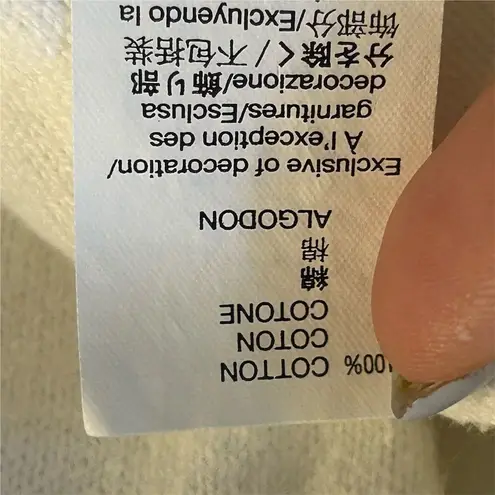 100% COTTON
COTON
COTONE
綿
棉
ALGODON
Exclusive of decoration/
À l'exception des
garnitures/Esclusa
decorazione/飾り部
分を除く/不包括装
饰部分/Excluyendo la